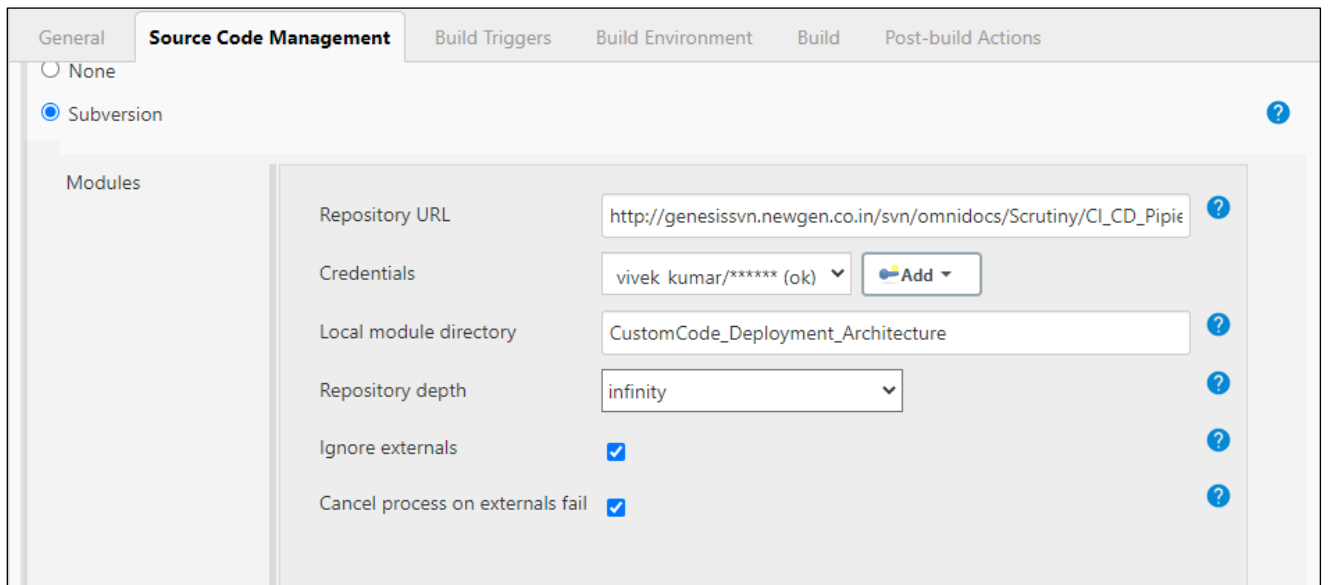 General Source Code Management Build Triggers Build Environment Build Post-build Actions
None
Subversion
Modules
Repository URL http://genesissvn.newgen.co.in/svn/omnidocs/Scrutiny/CI_CD_Pipie
Credentials vivek kumar/****** (ok) Add
Local module directory CustomCode_Deployment_Architecture
Repository depth infinity
Ignore externals
Cancel process on externals fail